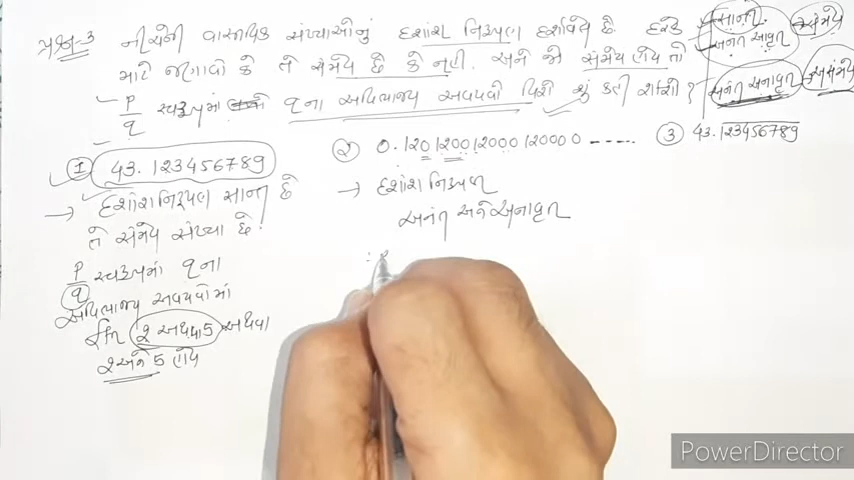 પ્રશ્ન-3 નીચેની વાસ્તવિક સંખ્યાઓનું દશાંશ નિરૂપણ દર્શાવેલ છે. દરેક
માટે જણાવો કે તે સંમેય છે કે નહીં. અને જો સંમેય હોય તો
p/q સ્વરૂપમાં qના અવિભાજ્ય અવયવો વિશે શું કહી શકાય?
સાન્ત
અનંત આવૃત → સંમેય
અનંત અનાવૃત → અસંમેય
① 43.123456789
→ દશાંશ નિરૂપણ સાન્ત છે
તે સંમેય સંખ્યા છે.
p/q સ્વરૂપમાં qના
અવિભાજ્ય અવયવોમાં
2 અથવા 5 અથવા
2 અને 5 હોય
② 0.120120012000120000 ......
→ દશાંશ નિરૂપણ
અનંત અને અનાવૃત
③ 43.123456789
PowerDirector